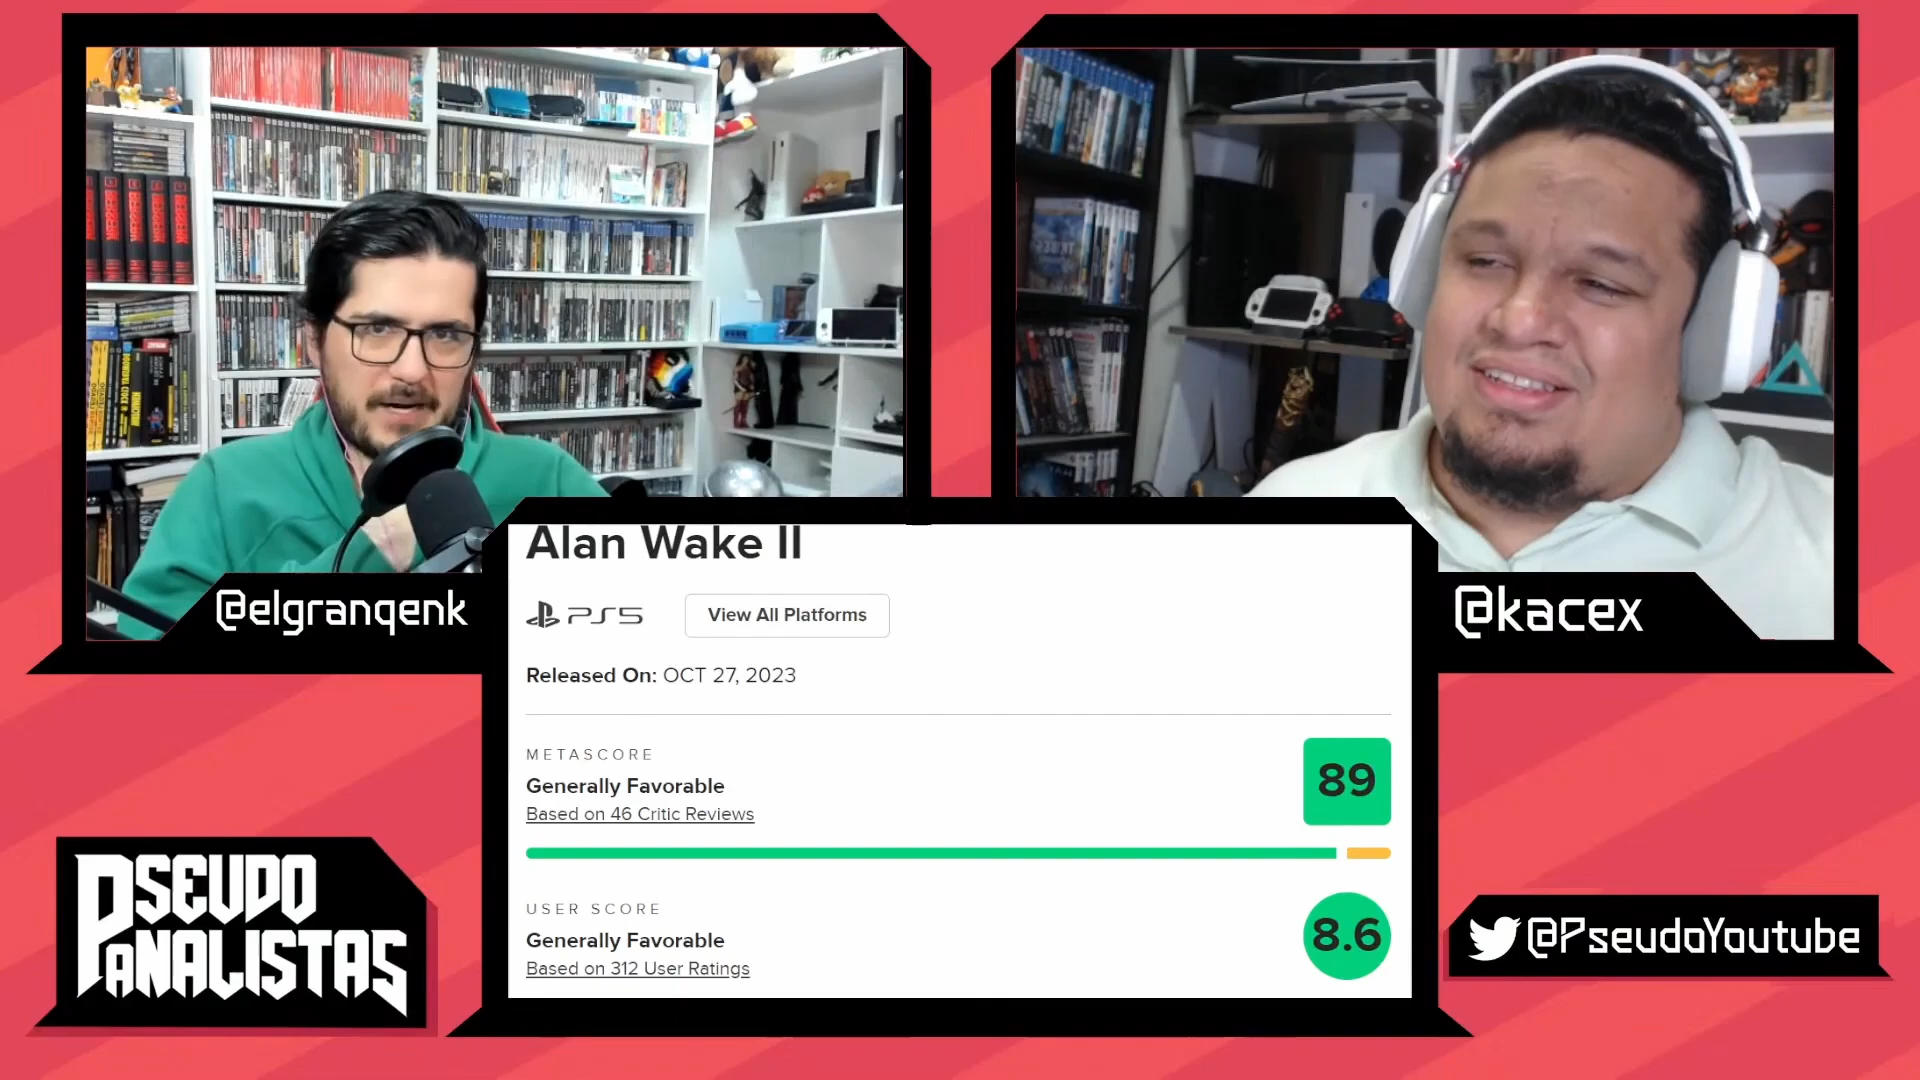 @elgranqenk
@kacex
Alan Wake II
PS5
View All Platforms
Released On: OCT 27, 2023
METASCORE
Generally Favorable
89
Based on 46 Critic Reviews
USER SCORE
Generally Favorable
8.6
Based on 312 User Ratings
PSEUDO
ANALISTAS
@PseudoYoutube